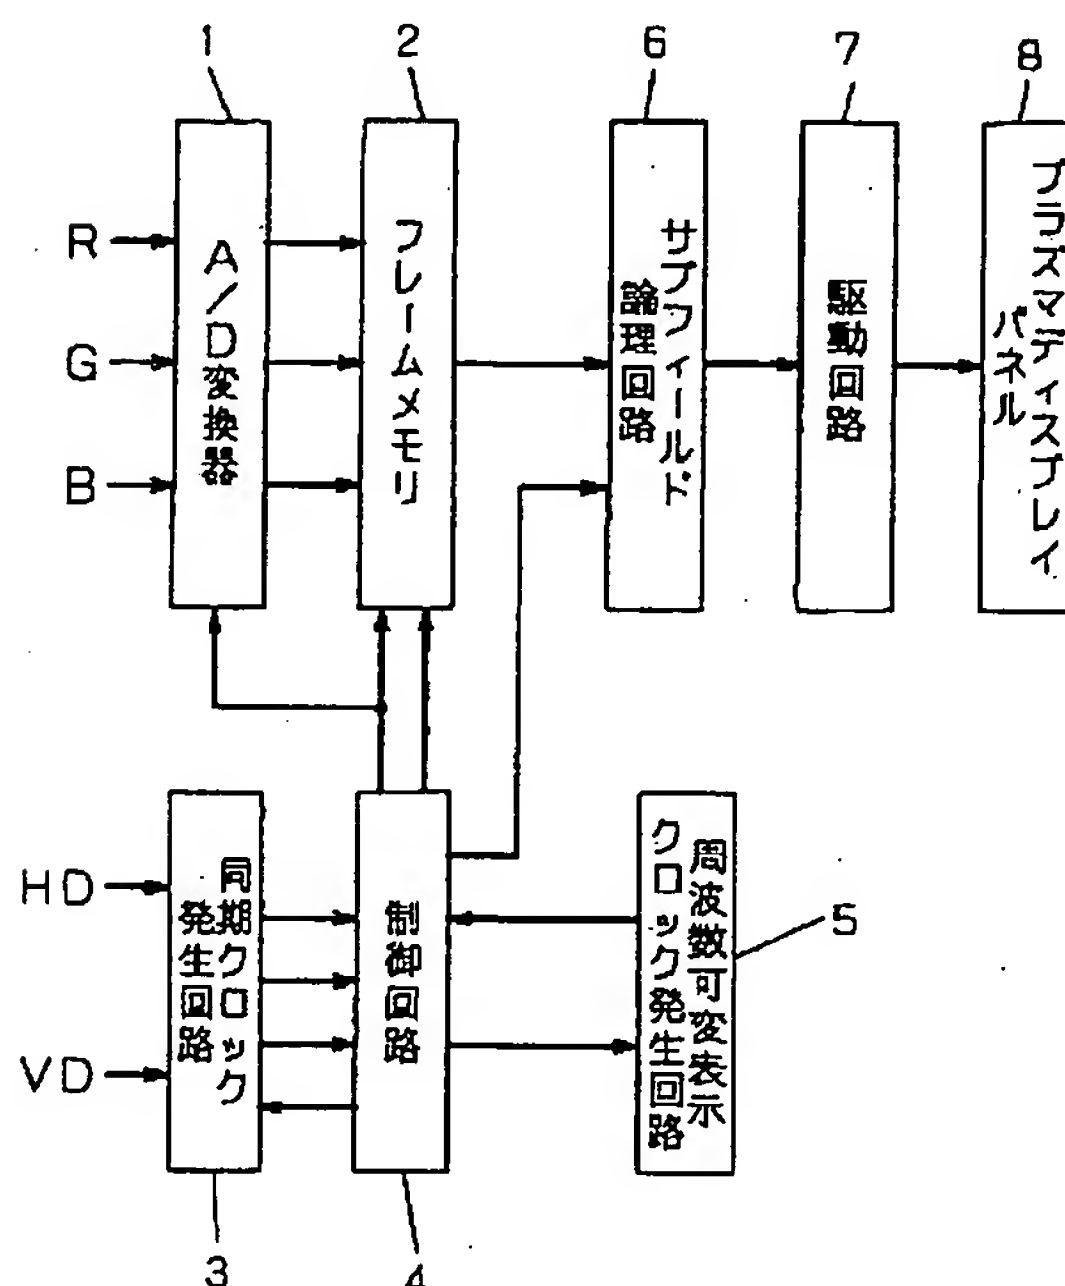 1
2
6
7
8
R
G
B
A/D変換器
フレームメモリ
サブフィールド
論理回路
駆動回路
プラズマディスプレイ
パネル
HD
VD
同期クロック
発生回路
制御回路
周波数可変表示
クロック発生回路
5
3
4